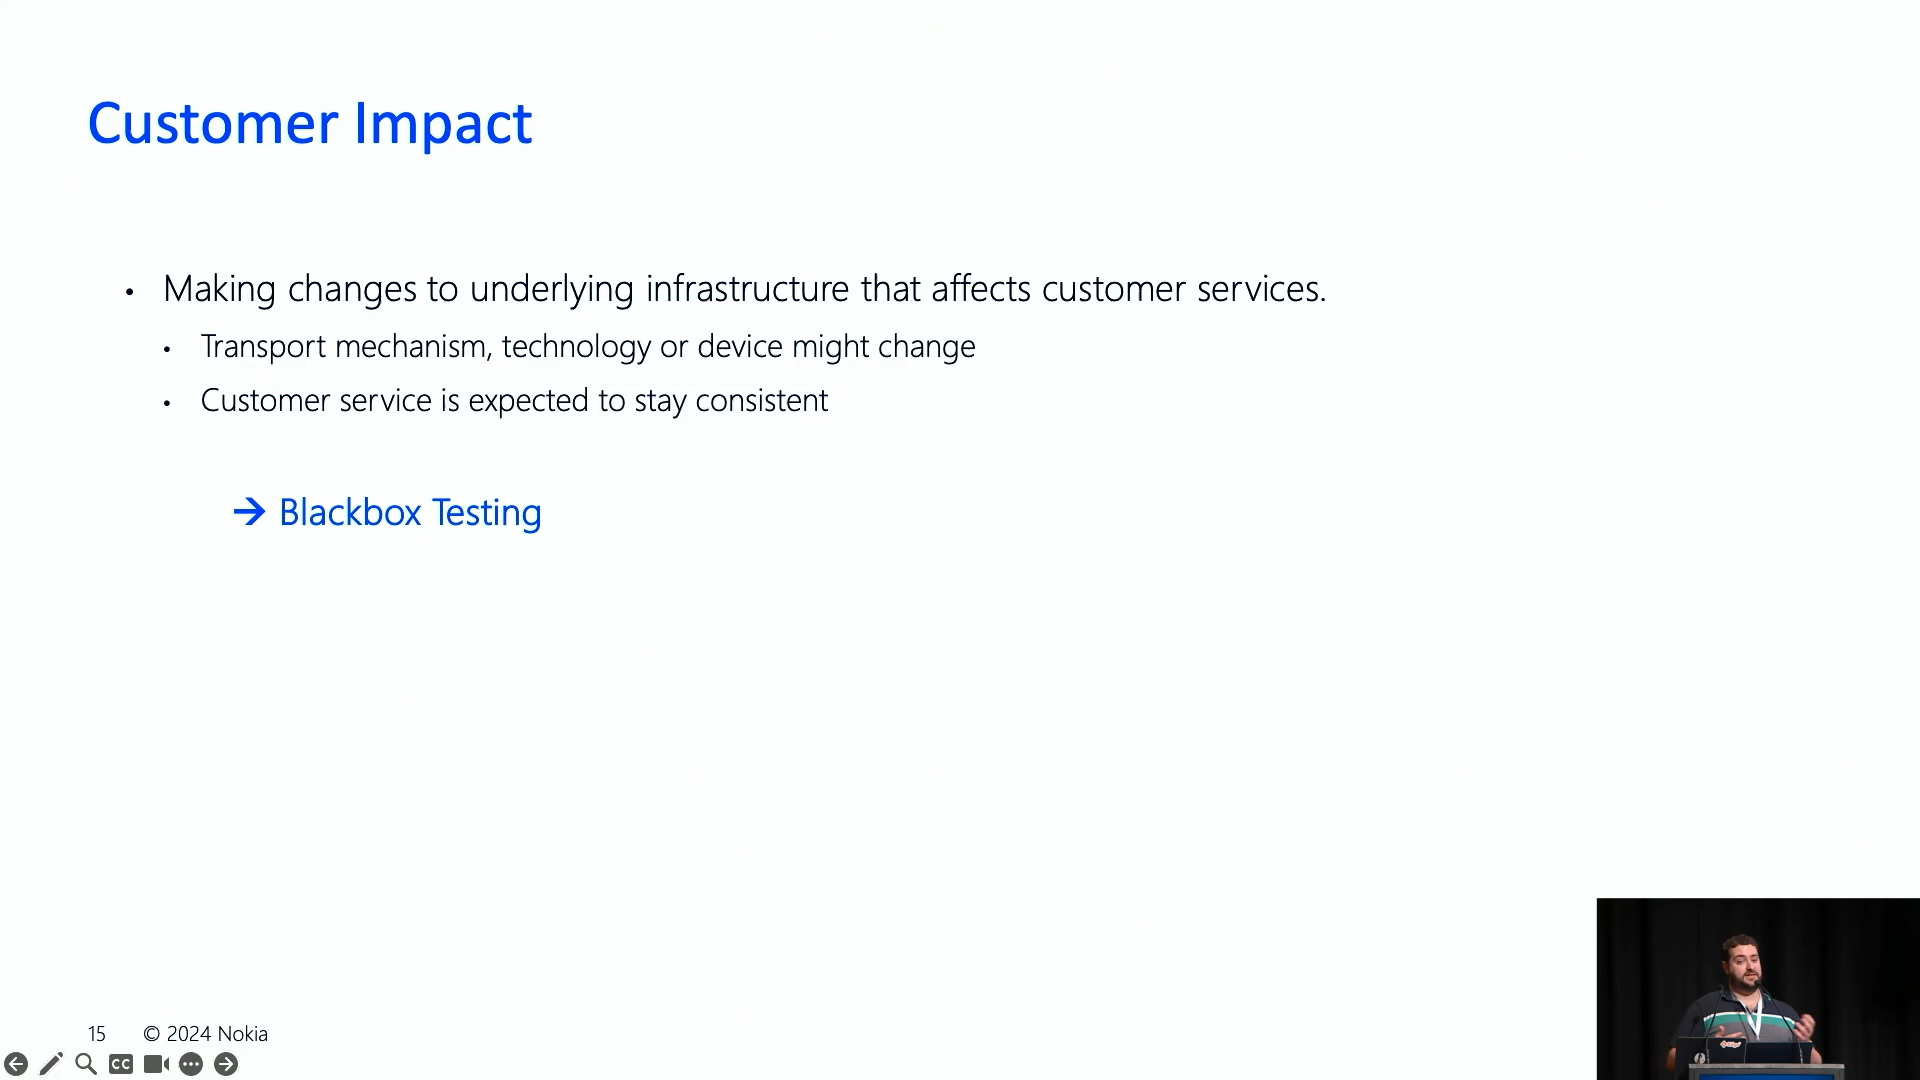 Customer Impact
• Making changes to underlying infrastructure that affects customer services.
• Transport mechanism, technology or device might change
• Customer service is expected to stay consistent
→ Blackbox Testing
15 © 2024 Nokia
CC